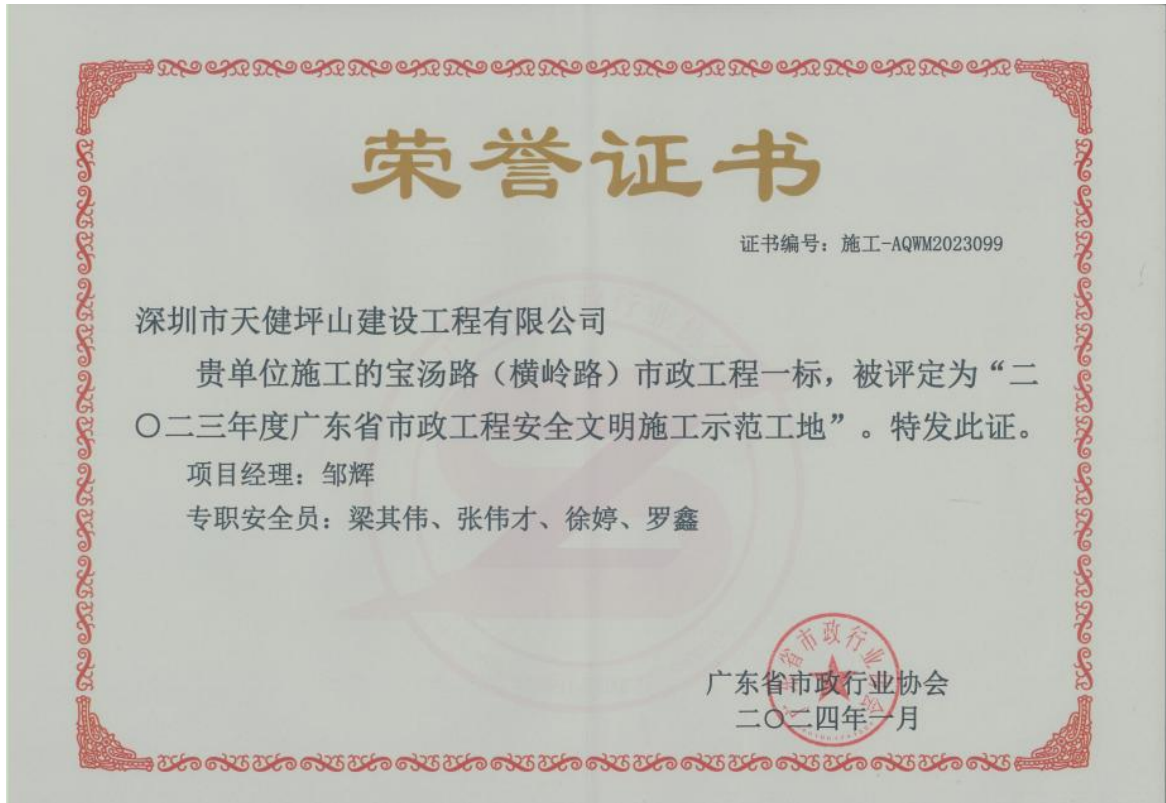 荣誉证书
证书编号：施工-AQWM2023099
深圳市天健坪山建设工程有限公司
贵单位施工的宝汤路（横岭路）市政工程一标，被评定为“二
〇二三年度广东省市政工程安全文明施工示范工地”。特发此证。
项目经理：邹辉
专职安全员：梁其伟、张伟才、徐婷、罗鑫
广东省市政行业协会
二〇二四年一月